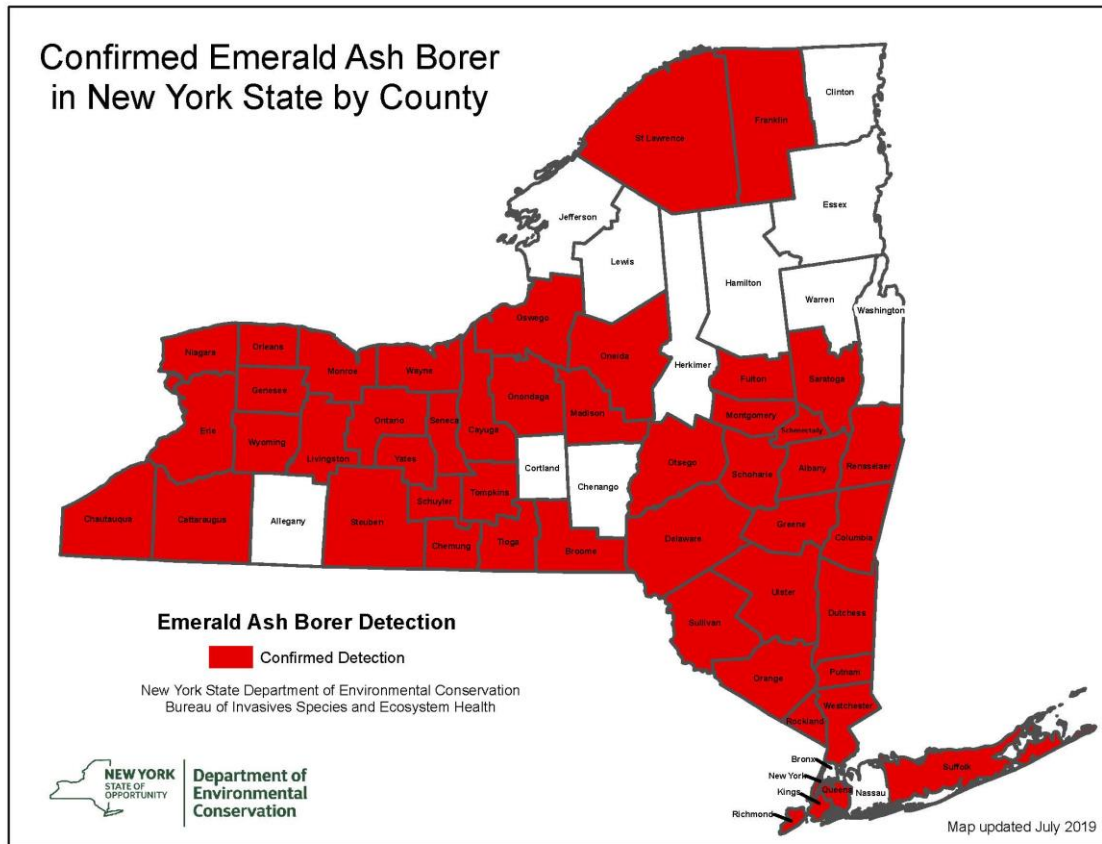 Confirmed Emerald Ash Borer
in New York State by County
Clinton
Franklin
St Lawrence
Essex
Jefferson
Lewis
Hamilton
Warren
Washington
Oswego
Oneida
Herkimer
Niagara
Orleans
Monroe
Wayne
Fulton
Saratoga
Genesee
Onondaga
Madison
Montgomery
Schenectady
Erie
Wyoming
Livingston
Ontario
Seneca
Cayuga
Yates
Cortland
Chenango
Otsego
Schoharie
Albany
Rensselaer
Schuyler
Tompkins
Chautauqua
Cattaraugus
Allegany
Steuben
Chemung
Tioga
Broome
Delaware
Greene
Columbia
Ulster
Dutchess
Sullivan
Orange
Putnam
Westchester
Rockland
Emerald Ash Borer Detection
Confirmed Detection
New York State Department of Environmental Conservation
Bureau of Invasives Species and Ecosystem Health
Bronx
New York
Kings
Queens
Nassau
Suffolk
Richmond
NEW YORK
STATE OF
OPPORTUNITY
Department of
Environmental
Conservation
Map updated July 2019